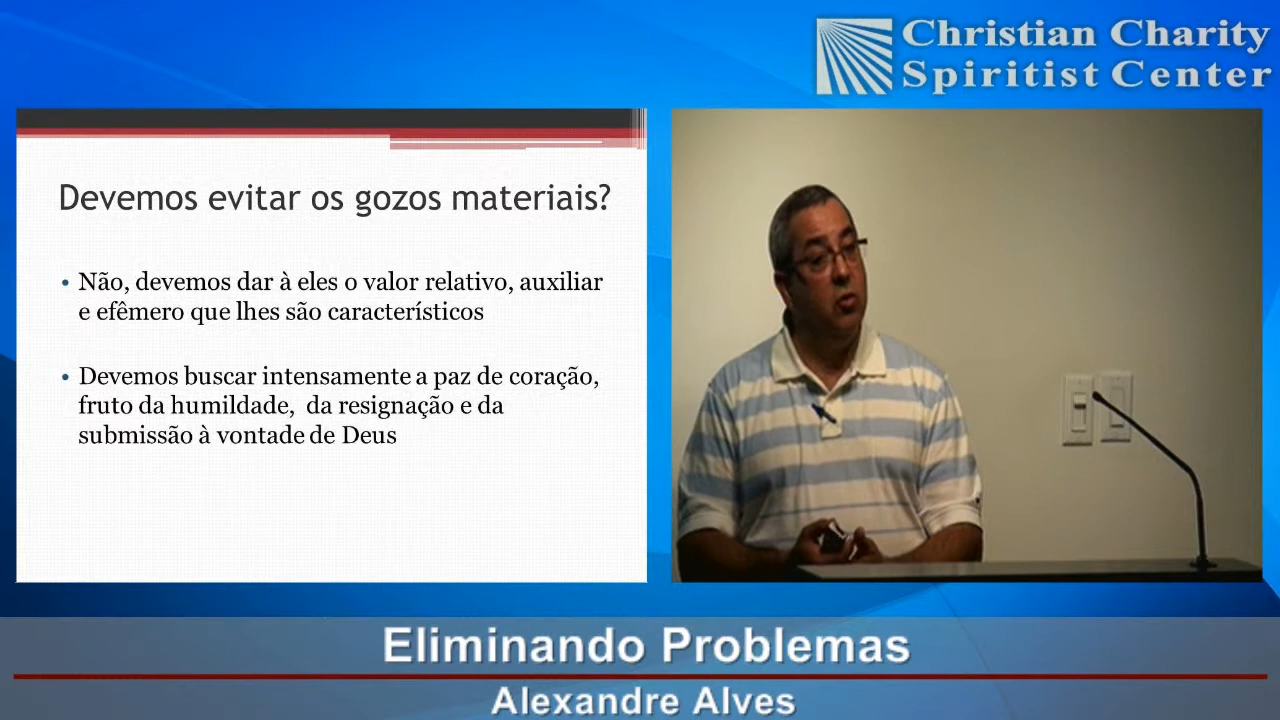 Christian Charity
Spiritist Center
Devemos evitar os gozos materiais?
• Não, devemos dar à eles o valor relativo, auxiliar
e efêmero que lhes são característicos
• Devemos buscar intensamente a paz de coração,
fruto da humildade, da resignação e da
submissão à vontade de Deus
Eliminando Problemas
Alexandre Alves